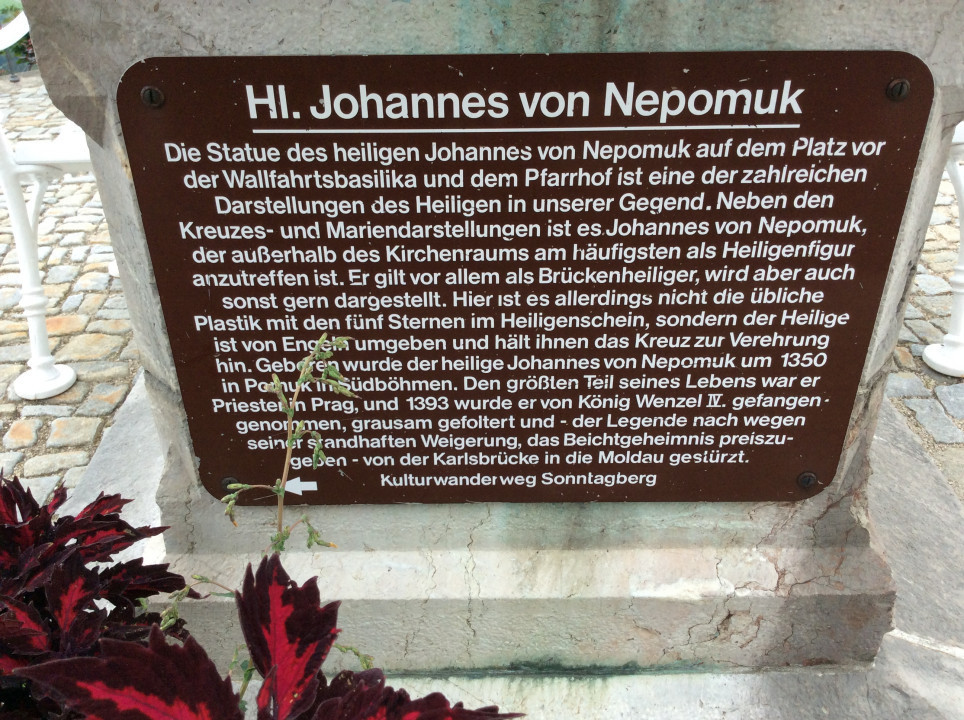 Hl. Johannes von Nepomuk
Die Statue des heiligen Johannes von Nepomuk auf dem Platz vor
der Wallfahrtsbasilika und dem Pfarrhof ist eine der zahlreichen
Darstellungen des Heiligen in unserer Gegend. Neben den
Kreuzes- und Mariendarstellungen ist es Johannes von Nepomuk,
der außerhalb des Kirchenraums am häufigsten als Heiligenfigur
anzutreffen ist. Er gilt vor allem als Brückenheiliger, wird aber auch
sonst gern dargestellt. Hier ist es allerdings nicht die übliche
Plastik mit den fünf Sternen im Heiligenschein, sondern der Heilige
ist von Engeln umgeben und hält ihnen das Kreuz zur Verehrung
hin. Geboren wurde der heilige Johannes von Nepomuk um 1350
in Pomuk in Südböhmen. Den größten Teil seines Lebens war er
Priester in Prag, und 1393 wurde er von König Wenzel IV. gefangen-
genommen, grausam gefoltert und - der Legende nach wegen
seiner standhaften Weigerung, das Beichtgeheimnis preiszu-
geben - von der Karlsbrücke in die Moldau gestürzt.
Kulturwanderweg Sonntagberg